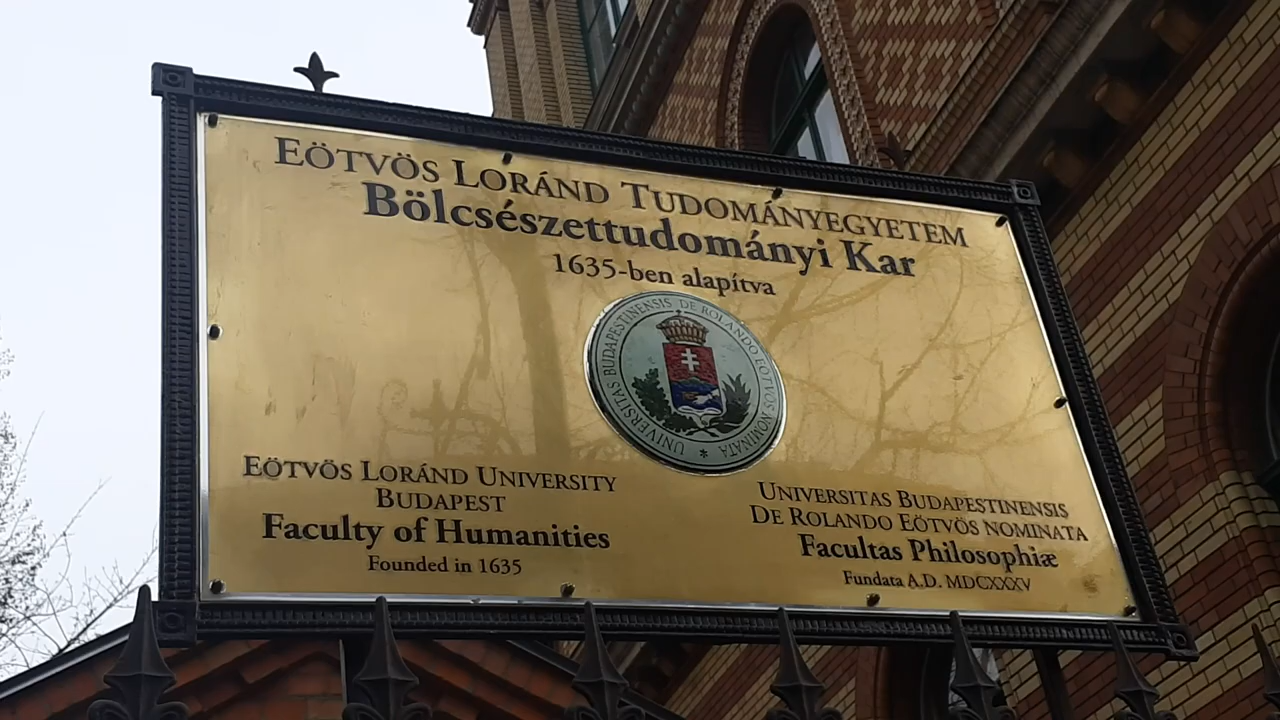 EÖTVÖS LORÁND TUDOMÁNYEGYETEM
Bölcsészettudományi Kar
1635-ben alapítva
UNIVERSITAS BUDAPESTINENSIS DE ROLANDO EÖTVÖS NOMINATA *
EÖTVÖS LORÁND UNIVERSITY
BUDAPEST
Faculty of Humanities
Founded in 1635
UNIVERSITAS BUDAPESTINENSIS
DE ROLANDO EÖTVÖS NOMINATA
Facultas Philosophiæ
Fundata A.D. MDCXXXV